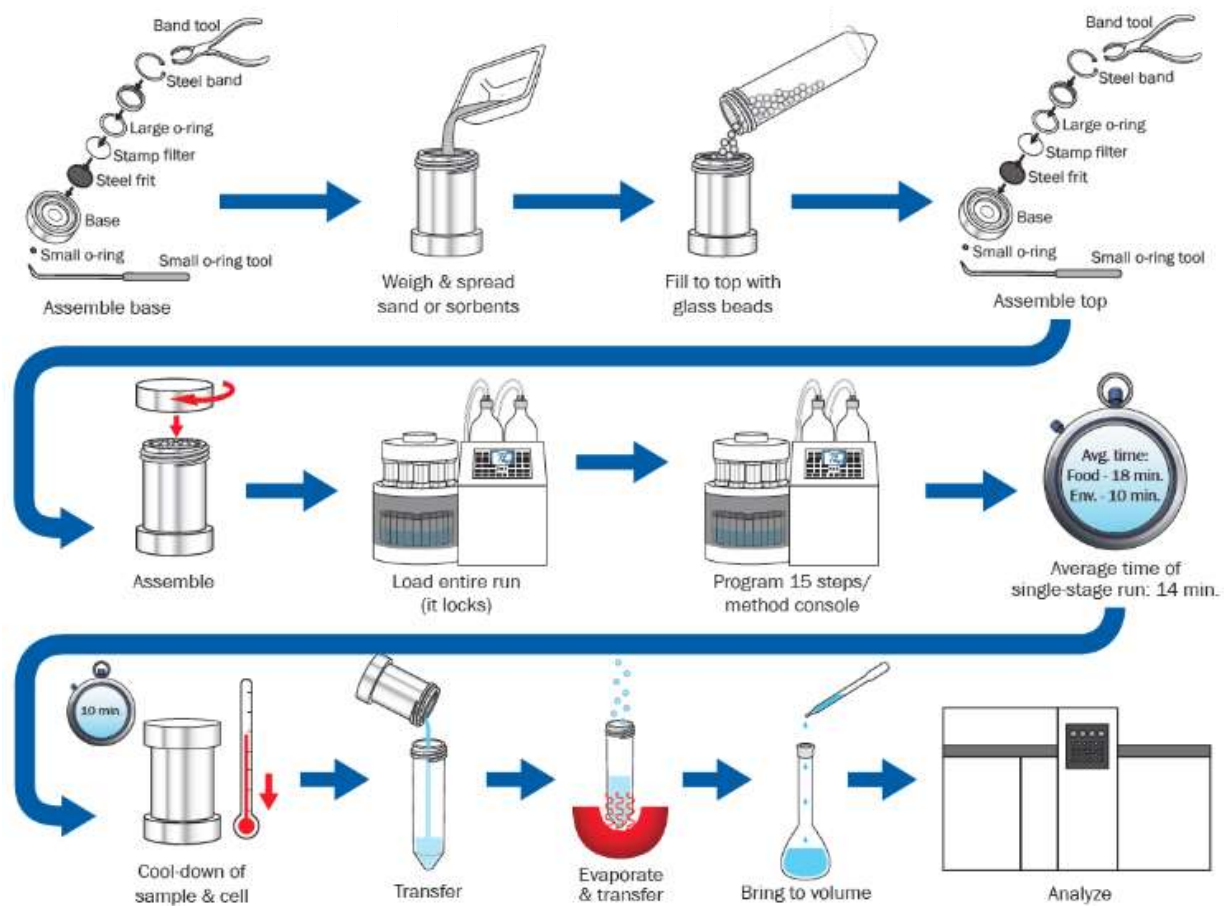 Band tool
Steel band
Large o-ring
Stamp filter
Steel frit
Base
Small o-ring
Small o-ring tool
Assemble base
Weigh & spread
sand or sorbents
Fill to top with
glass beads
Band tool
Steel band
Large o-ring
Stamp filter
Steel frit
Base
Small o-ring
Small o-ring tool
Assemble top
Assemble
Load entire run
(it locks)
Program 15 steps/
method console
Avg. time:
Food - 18 min.
Env. - 10 min.
Average time of
single-stage run: 14 min.
10 min.
Cool-down of
sample & cell
Transfer
Evaporate
& transfer
Bring to volume
Analyze